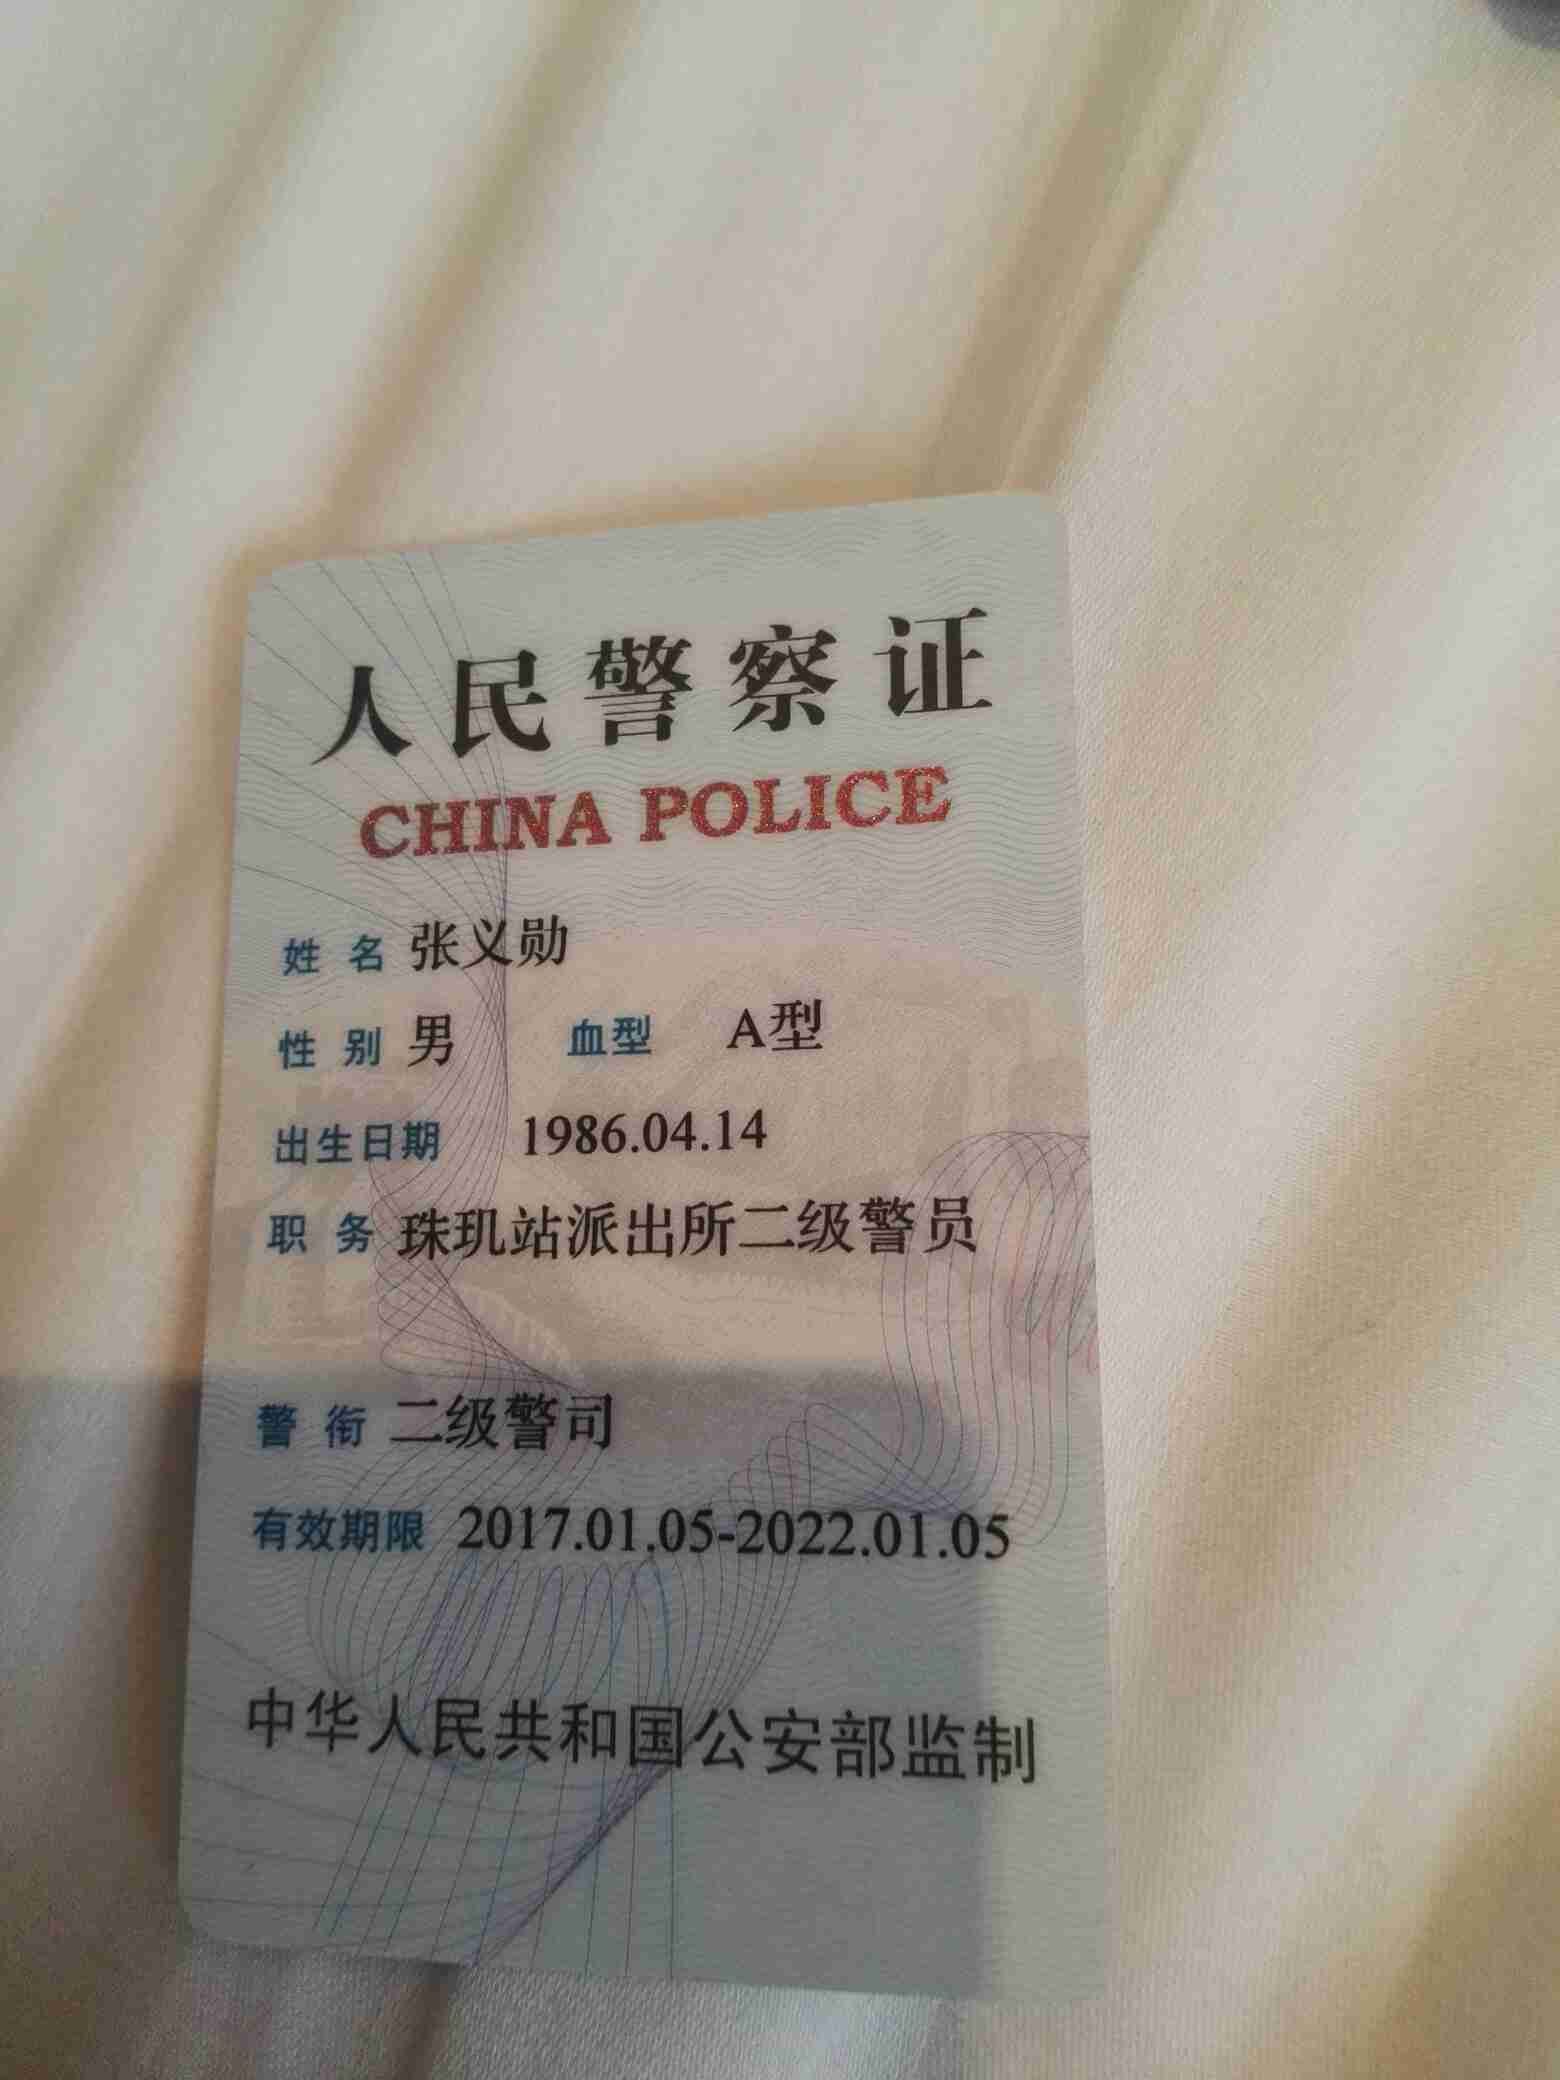 人民警察证
CHINA POLICE
姓 名 张义勋
性 别 男 血型 A型
出生日期 1986.04.14
职 务 珠玑站派出所二级警员
警 衔 二级警司
有效期限 2017.01.05-2022.01.05
中华人民共和国公安部监制